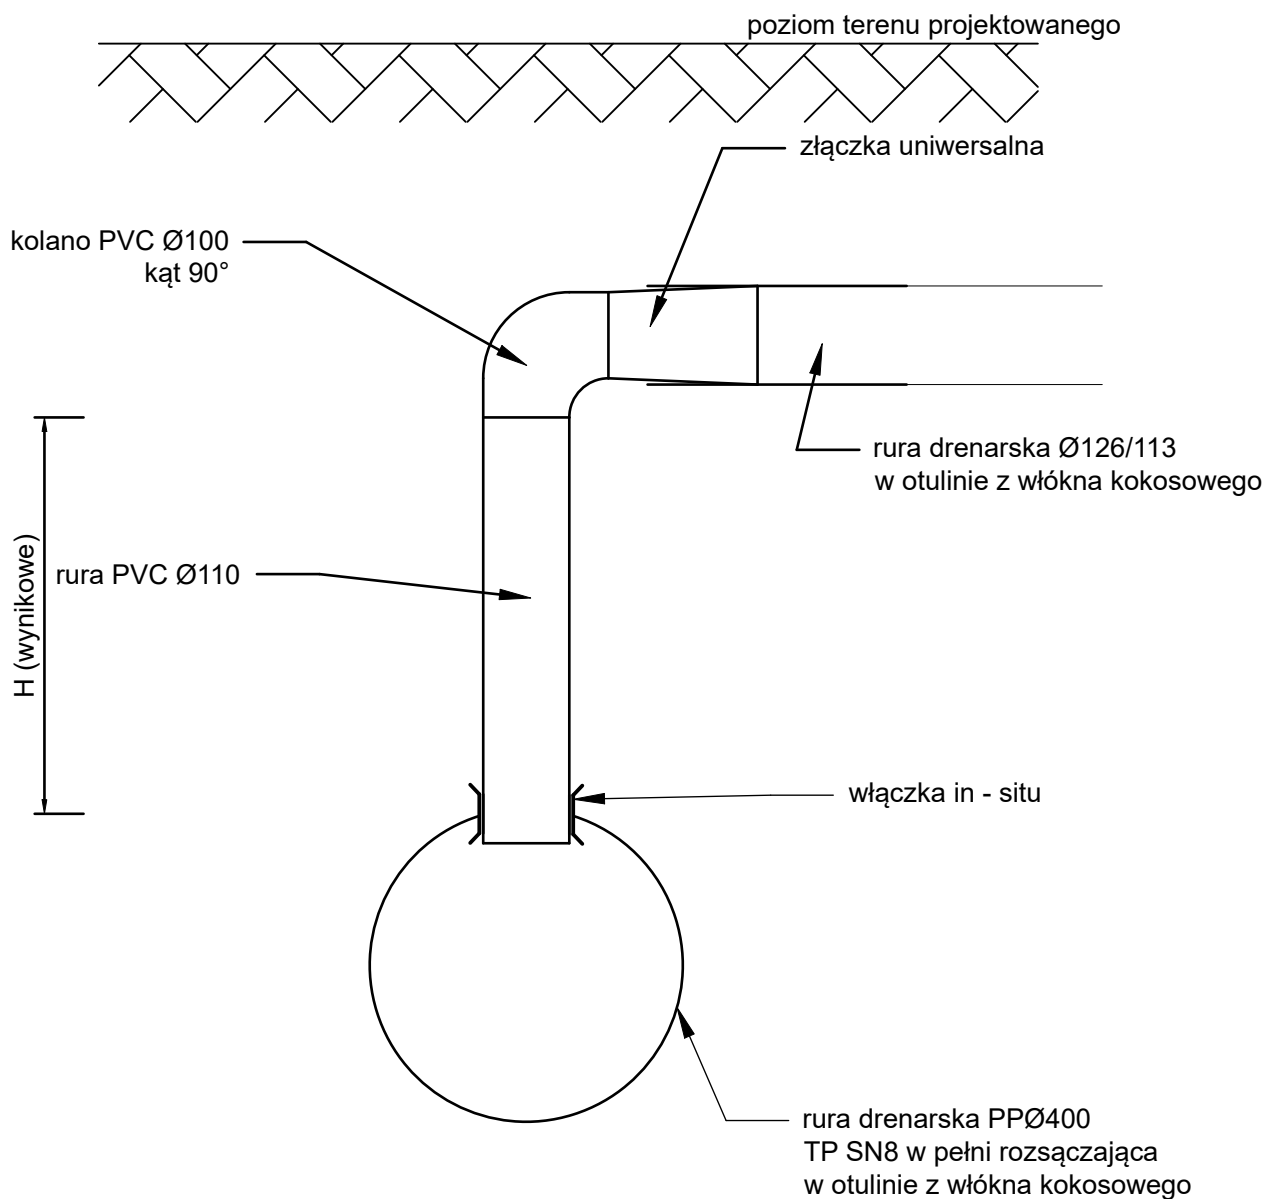 poziom terenu projektowanego
złączka uniwersalna
kolano PVC Ø100
kąt 90°
rura drenarska Ø126/113
w otulinie z włókna kokosowego
H (wynikowe)
rura PVC Ø110
włączka in - situ
rura drenarska PPØ400
TP SN8 w pełni rozsączająca
w otulinie z włókna kokosowego